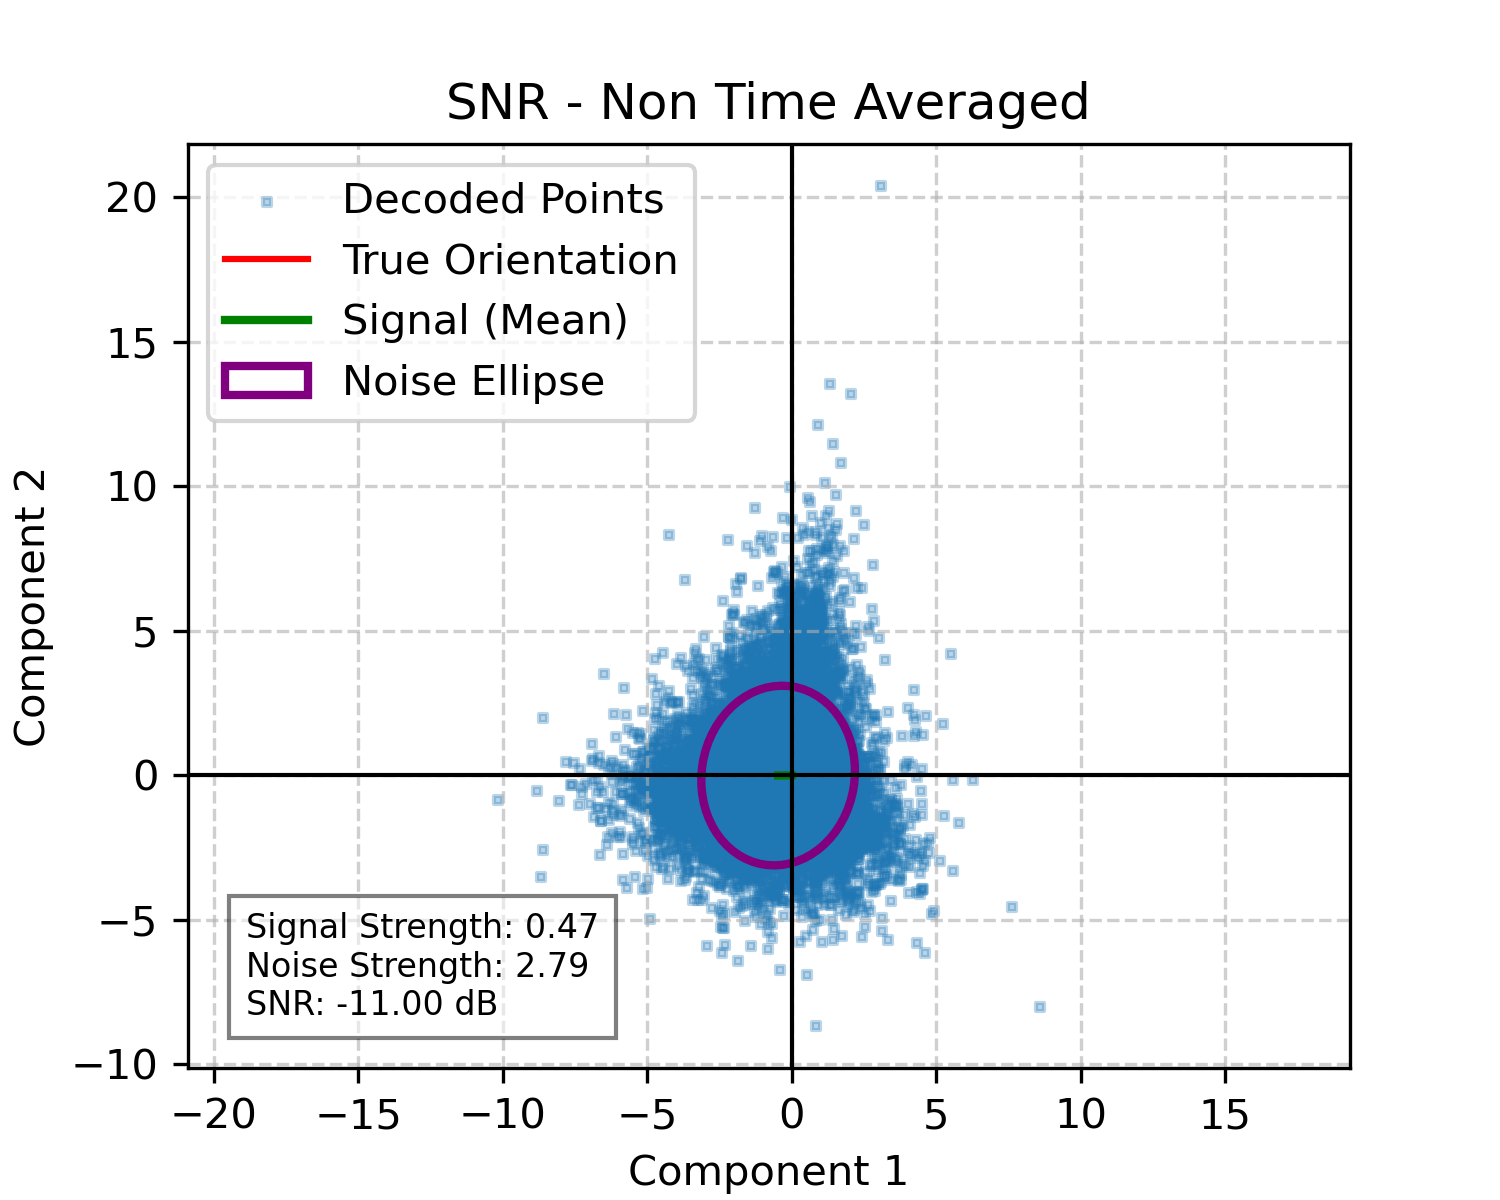 SNR - Non Time Averaged
Decoded Points
True Orientation
Signal (Mean)
Noise Ellipse
20
15
10
5
0
−5
−10
Component 2
Signal Strength: 0.47
Noise Strength: 2.79
SNR: -11.00 dB
−20 −15 −10 −5 0 5 10 15
Component 1